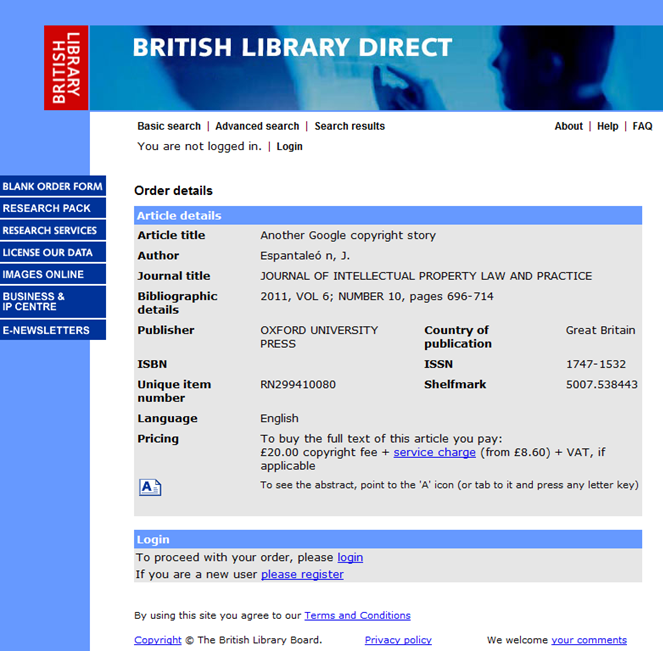 BRITISH
LIBRARY
BRITISH LIBRARY DIRECT
Basic search | Advanced search | Search results
About | Help | FAQ
You are not logged in. | Login
BLANK ORDER FORM
RESEARCH PACK
RESEARCH SERVICES
LICENSE OUR DATA
IMAGES ONLINE
BUSINESS &
IP CENTRE
E-NEWSLETTERS
Order details
Article details
Article title Another Google copyright story
Author Espantaleó n, J.
Journal title JOURNAL OF INTELLECTUAL PROPERTY LAW AND PRACTICE
Bibliographic 2011, VOL 6; NUMBER 10, pages 696-714
details
Publisher OXFORD UNIVERSITY Country of Great Britain
PRESS publication
ISBN ISSN 1747-1532
Unique item RN299410080 Shelfmark 5007.538443
number
Language English
Pricing To buy the full text of this article you pay:
£20.00 copyright fee + service charge (from £8.60) + VAT, if
applicable
A To see the abstract, point to the 'A' icon (or tab to it and press any letter key)
Login
To proceed with your order, please login
If you are a new user please register
By using this site you agree to our Terms and Conditions
Copyright © The British Library Board. Privacy policy We welcome your comments